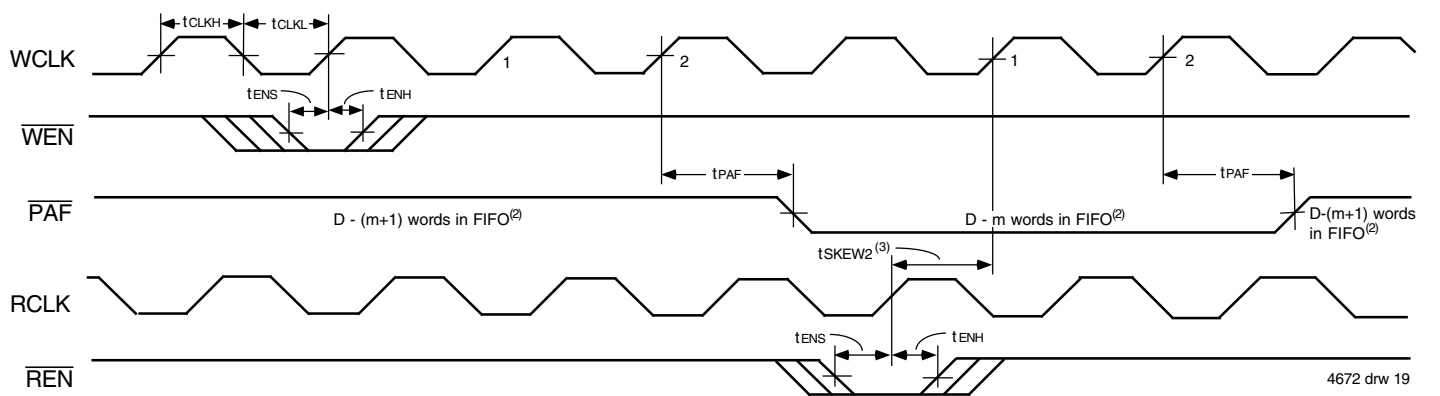 tCLKH tCLKL
WCLK 1 2 1 2
tENS tENH
WEN
tPAF tPAF
PAF D - (m+1) words in FIFO(2) D - m words in FIFO(2) D-(m+1) words
in FIFO(2)
tSKEW2(3)
RCLK
tENS tENH
REN
4672 drw 19